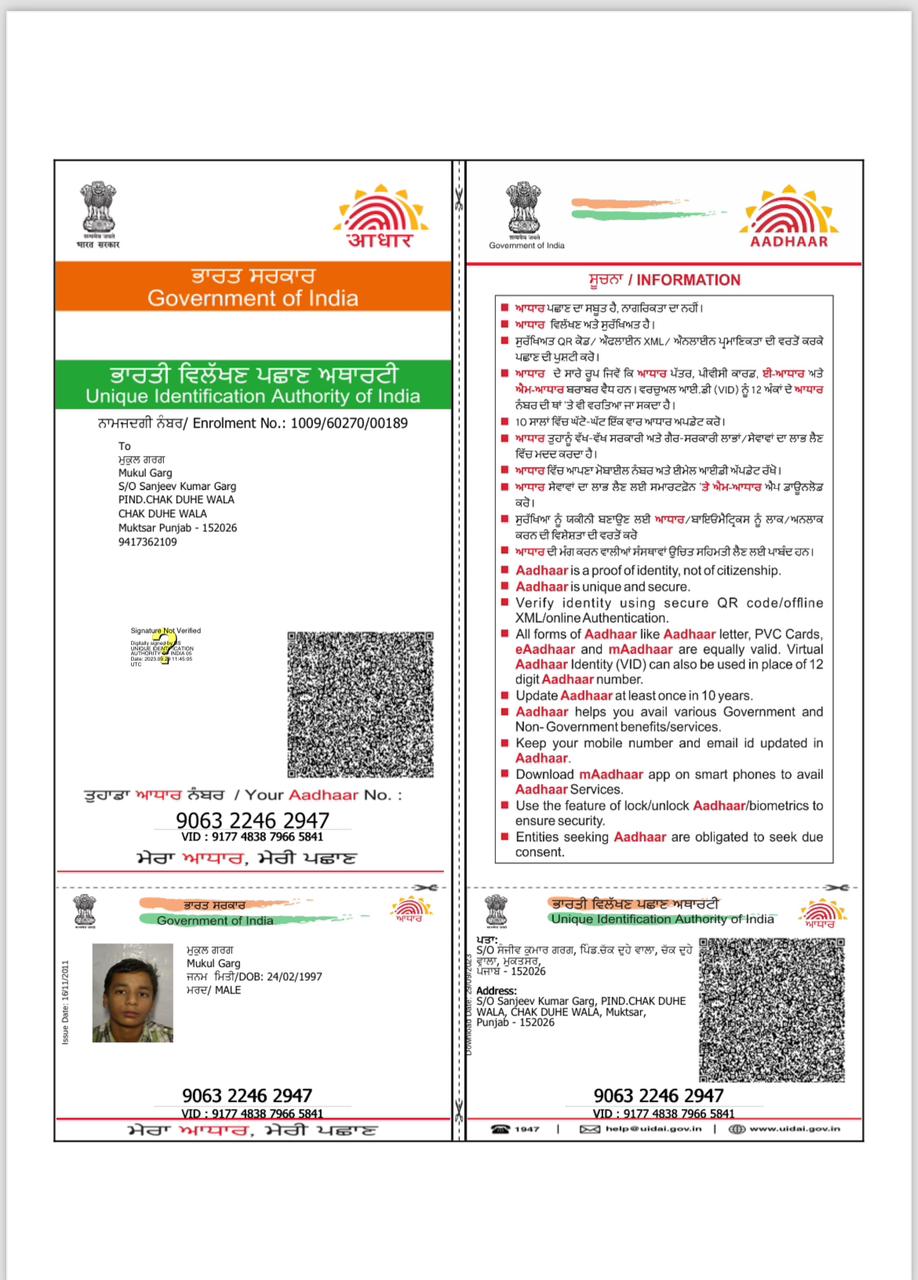 सत्यमेव जयते
भारत सरकार
आधार
ਭਾਰਤ ਸਰਕਾਰ
Government of India
ਭਾਰਤੀ ਵਿਲੱਖਣ ਪਛਾਣ ਅਥਾਰਟੀ
Unique Identification Authority of India
ਨਾਮਜਦਗੀ ਨੰਬਰ/ Enrolment No.: 1009/60270/00189
To
ਮੁਕੁਲ ਗਰਗ
Mukul Garg
S/O Sanjeev Kumar Garg
PIND.CHAK DUHE WALA
CHAK DUHE WALA
Muktsar Punjab - 152026
9417362109
Signature Not Verified
Digitally signed by DS
UNIQUE IDENTIFICATION
AUTHORITY OF INDIA 05
Date: 2023.09.29 11:45:05
UTC
ਤੁਹਾਡਾ ਆਧਾਰ ਨੰਬਰ / Your Aadhaar No. :
9063 2246 2947
VID : 9177 4838 7966 5841
ਮੇਰਾ ਆਧਾਰ, ਮੇਰੀ ਪਛਾਣ
सत्यमेव जयते
Government of India
AADHAAR
ਸੂਚਨਾ / INFORMATION
ਆਧਾਰ ਪਛਾਣ ਦਾ ਸਬੂਤ ਹੈ, ਨਾਗਰਿਕਤਾ ਦਾ ਨਹੀਂ।
ਆਧਾਰ ਵਿਲੱਖਣ ਅਤੇ ਸੁਰੱਖਿਅਤ ਹੈ।
ਸੁਰੱਖਿਅਤ QR ਕੋਡ/ ਔਫਲਾਈਨ XML/ ਔਨਲਾਈਨ ਪ੍ਰਮਾਣਿਕਤਾ ਦੀ ਵਰਤੋਂ ਕਰਕੇ
ਪਛਾਣ ਦੀ ਪੁਸ਼ਟੀ ਕਰੋ।
ਆਧਾਰ ਦੇ ਸਾਰੇ ਰੂਪ ਜਿਵੇਂ ਕਿ ਆਧਾਰ ਪੱਤਰ, ਪੀਵੀਸੀ ਕਾਰਡ, ਈ-ਆਧਾਰ ਅਤੇ
ਐਮ-ਆਧਾਰ ਬਰਾਬਰ ਵੈਧ ਹਨ। ਵਰਚੁਅਲ ਆਈ.ਡੀ (VID) ਨੂੰ 12 ਅੰਕਾਂ ਦੇ ਆਧਾਰ
ਨੰਬਰ ਦੀ ਥਾਂ 'ਤੇ ਵੀ ਵਰਤਿਆ ਜਾ ਸਕਦਾ ਹੈ।
10 ਸਾਲਾਂ ਵਿੱਚ ਘੱਟੋ-ਘੱਟ ਇੱਕ ਵਾਰ ਆਧਾਰ ਅਪਡੇਟ ਕਰੋ।
ਆਧਾਰ ਤੁਹਾਨੂੰ ਵੱਖ-ਵੱਖ ਸਰਕਾਰੀ ਅਤੇ ਗੈਰ-ਸਰਕਾਰੀ ਲਾਭਾਂ/ਸੇਵਾਵਾਂ ਦਾ ਲਾਭ ਲੈਣ
ਵਿੱਚ ਮਦਦ ਕਰਦਾ ਹੈ।
ਆਧਾਰ ਵਿੱਚ ਆਪਣਾ ਮੋਬਾਈਲ ਨੰਬਰ ਅਤੇ ਈਮੇਲ ਆਈਡੀ ਅੱਪਡੇਟ ਰੱਖੋ।
ਆਧਾਰ ਸੇਵਾਵਾਂ ਦਾ ਲਾਭ ਲੈਣ ਲਈ ਸਮਾਰਟਫ਼ੋਨ 'ਤੇ ਐਮ-ਆਧਾਰ ਐਪ ਡਾਊਨਲੋਡ
ਕਰੋ।
ਸੁਰੱਖਿਆ ਨੂੰ ਯਕੀਨੀ ਬਣਾਉਣ ਲਈ ਆਧਾਰ/ਬਾਇਓਮੈਟ੍ਰਿਕਸ ਨੂੰ ਲਾਕ/ਅਨਲਾਕ
ਕਰਨ ਦੀ ਵਿਸ਼ੇਸ਼ਤਾ ਦੀ ਵਰਤੋਂ ਕਰੋ
ਆਧਾਰ ਦੀ ਮੰਗ ਕਰਨ ਵਾਲੀਆਂ ਸੰਸਥਾਵਾਂ ਉਚਿਤ ਸਹਿਮਤੀ ਲੈਣ ਲਈ ਪਾਬੰਦ ਹਨ।
Aadhaar is a proof of identity, not of citizenship.
Aadhaar is unique and secure.
Verify identity using secure QR code/offline
XML/online Authentication.
All forms of Aadhaar like Aadhaar letter, PVC Cards,
eAadhaar and mAadhaar are equally valid. Virtual
Aadhaar Identity (VID) can also be used in place of 12
digit Aadhaar number.
Update Aadhaar at least once in 10 years.
Aadhaar helps you avail various Government and
Non- Government benefits/services.
Keep your mobile number and email id updated in
Aadhaar.
Download mAadhaar app on smart phones to avail
Aadhaar Services.
Use the feature of lock/unlock Aadhaar/biometrics to
ensure security.
Entities seeking Aadhaar are obligated to seek due
consent.
ਭਾਰਤ ਸਰਕਾਰ
Government of India
ਆਧਾਰ
Issue Date: 16/11/2011
ਮੁਕੁਲ ਗਰਗ
Mukul Garg
ਜਨਮ ਮਿਤੀ/DOB: 24/02/1997
ਮਰਦ/ MALE
9063 2246 2947
VID : 9177 4838 7966 5841
ਮੇਰਾ ਆਧਾਰ, ਮੇਰੀ ਪਛਾਣ
ਭਾਰਤੀ ਵਿਲੱਖਣ ਪਛਾਣ ਅਥਾਰਟੀ
Unique Identification Authority of India
ਆਧਾਰ
Download Date: 29/09/2023
ਪਤਾ:
S/O ਸੰਜੀਵ ਕੁਮਾਰ ਗਰਗ, ਪਿੰਡ.ਚੱਕ ਦੁਹੇ ਵਾਲਾ, ਚੱਕ ਦੁਹੇ
ਵਾਲਾ, ਮੁਕਤਸਰ,
ਪੰਜਾਬ - 152026
Address:
S/O Sanjeev Kumar Garg, PIND.CHAK DUHE
WALA, CHAK DUHE WALA, Muktsar,
Punjab - 152026
9063 2246 2947
VID : 9177 4838 7966 5841
1947 | help@uidai.gov.in | www.uidai.gov.in